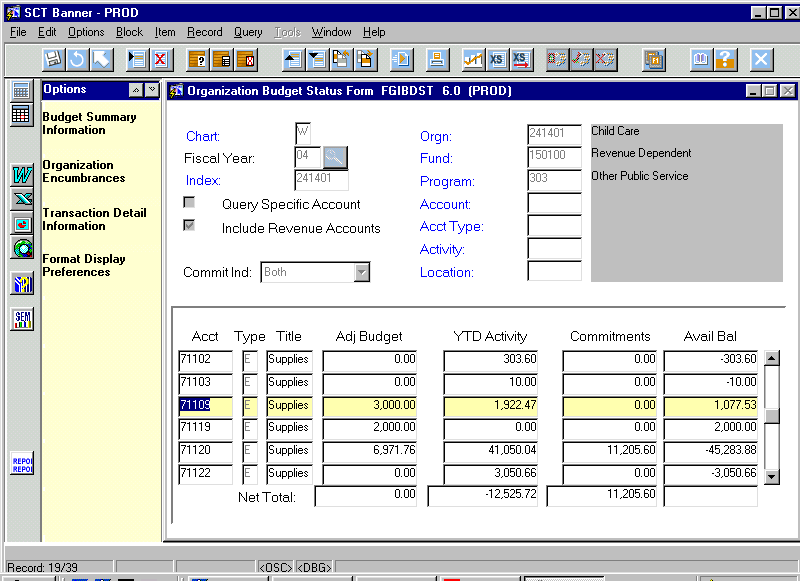 SCT Banner - PROD
File Edit Options Block Item Record Query Tools Window Help
XS XS
Options
Organization Budget Status Form FGIBDST 6.0 (PROD)
Budget Summary
Information
Organization
Encumbrances
Transaction Detail
Information
Format Display
Preferences
SEM
REPOI
REPOI
Chart: W
Fiscal Year: 04
Index: 241401
Query Specific Account
Include Revenue Accounts
Commit Ind: Both
Orgn: 241401 Child Care
Fund: 150100 Revenue Dependent
Program: 303 Other Public Service
Account:
Acct Type:
Activity:
Location:
Acct Type Title Adj Budget YTD Activity Commitments Avail Bal
71102 E Supplies 0.00 303.60 0.00 -303.60
71103 E Supplies 0.00 10.00 0.00 -10.00
71109 E Supplies 3,000.00 1,922.47 0.00 1,077.53
71119 E Supplies 2,000.00 0.00 0.00 2,000.00
71120 E Supplies 6,971.76 41,050.04 11,205.60 -45,283.88
71122 E Supplies 0.00 3,050.66 0.00 -3,050.66
Net Total: 0.00 -12,525.72 11,205.60
Record: 19/39 <OSC> <DBG>